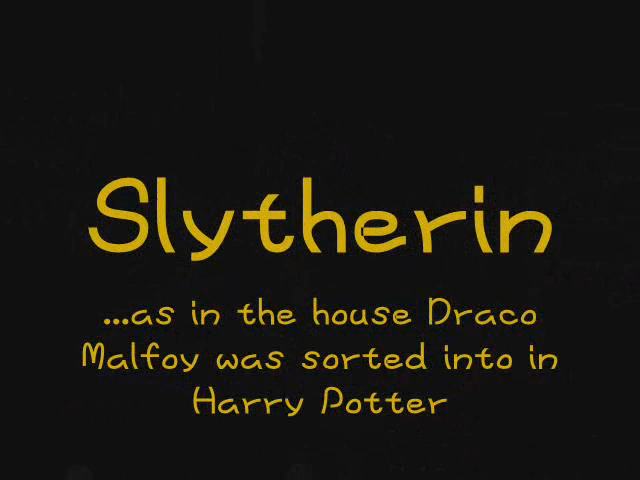 Slytherin
...as in the house Draco
Malfoy was sorted into in
Harry Potter